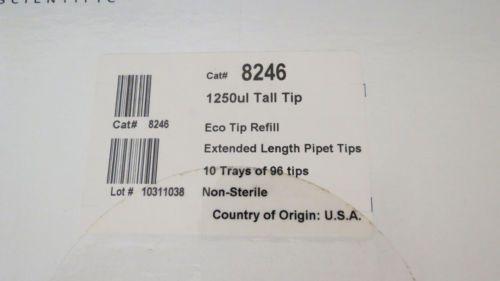 SCIENTIFIC
Cat# 8246
1250ul Tall Tip
Cat# 8246
Eco Tip Refill
Extended Length Pipet Tips
10 Trays of 96 tips
Lot # 10311038
Non-Sterile
Country of Origin: U.S.A.